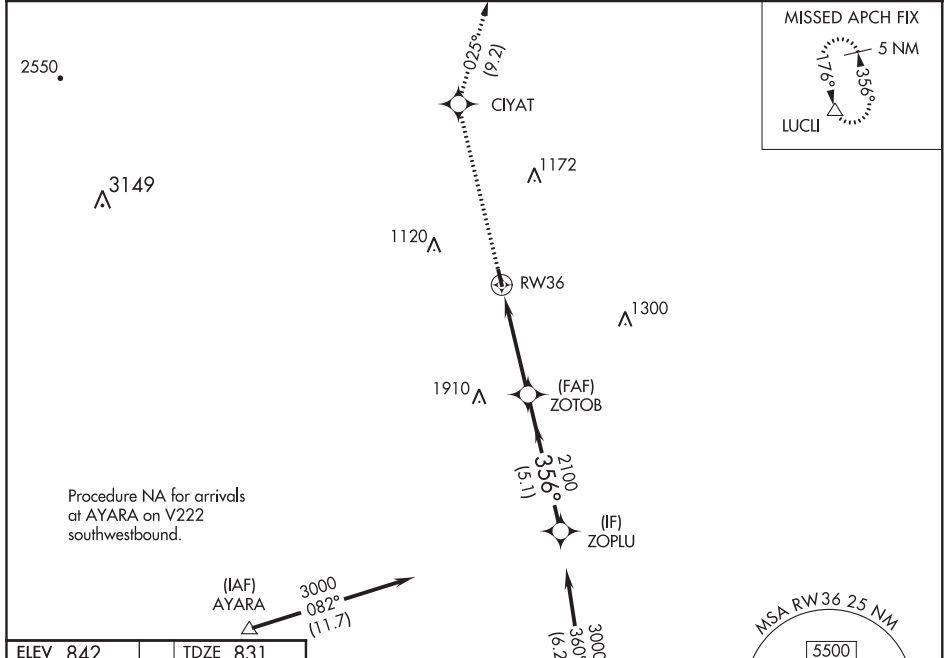 MISSED APCH FIX
5 NM
176°
356°
LUCLI
025°
(9.2)
2550
CIYAT
1172
3149
1120
RW36
1300
1910
(FAF)
ZOTOB
2100
356°
(5.1)
Procedure NA for arrivals
at AYARA on V222
southwestbound.
(IF)
ZOPLU
(IAF)
AYARA
3000
082°
(11.7)
3000
360°
MSA RW36 25 NM
5500
ELEV 842
TDZE 831